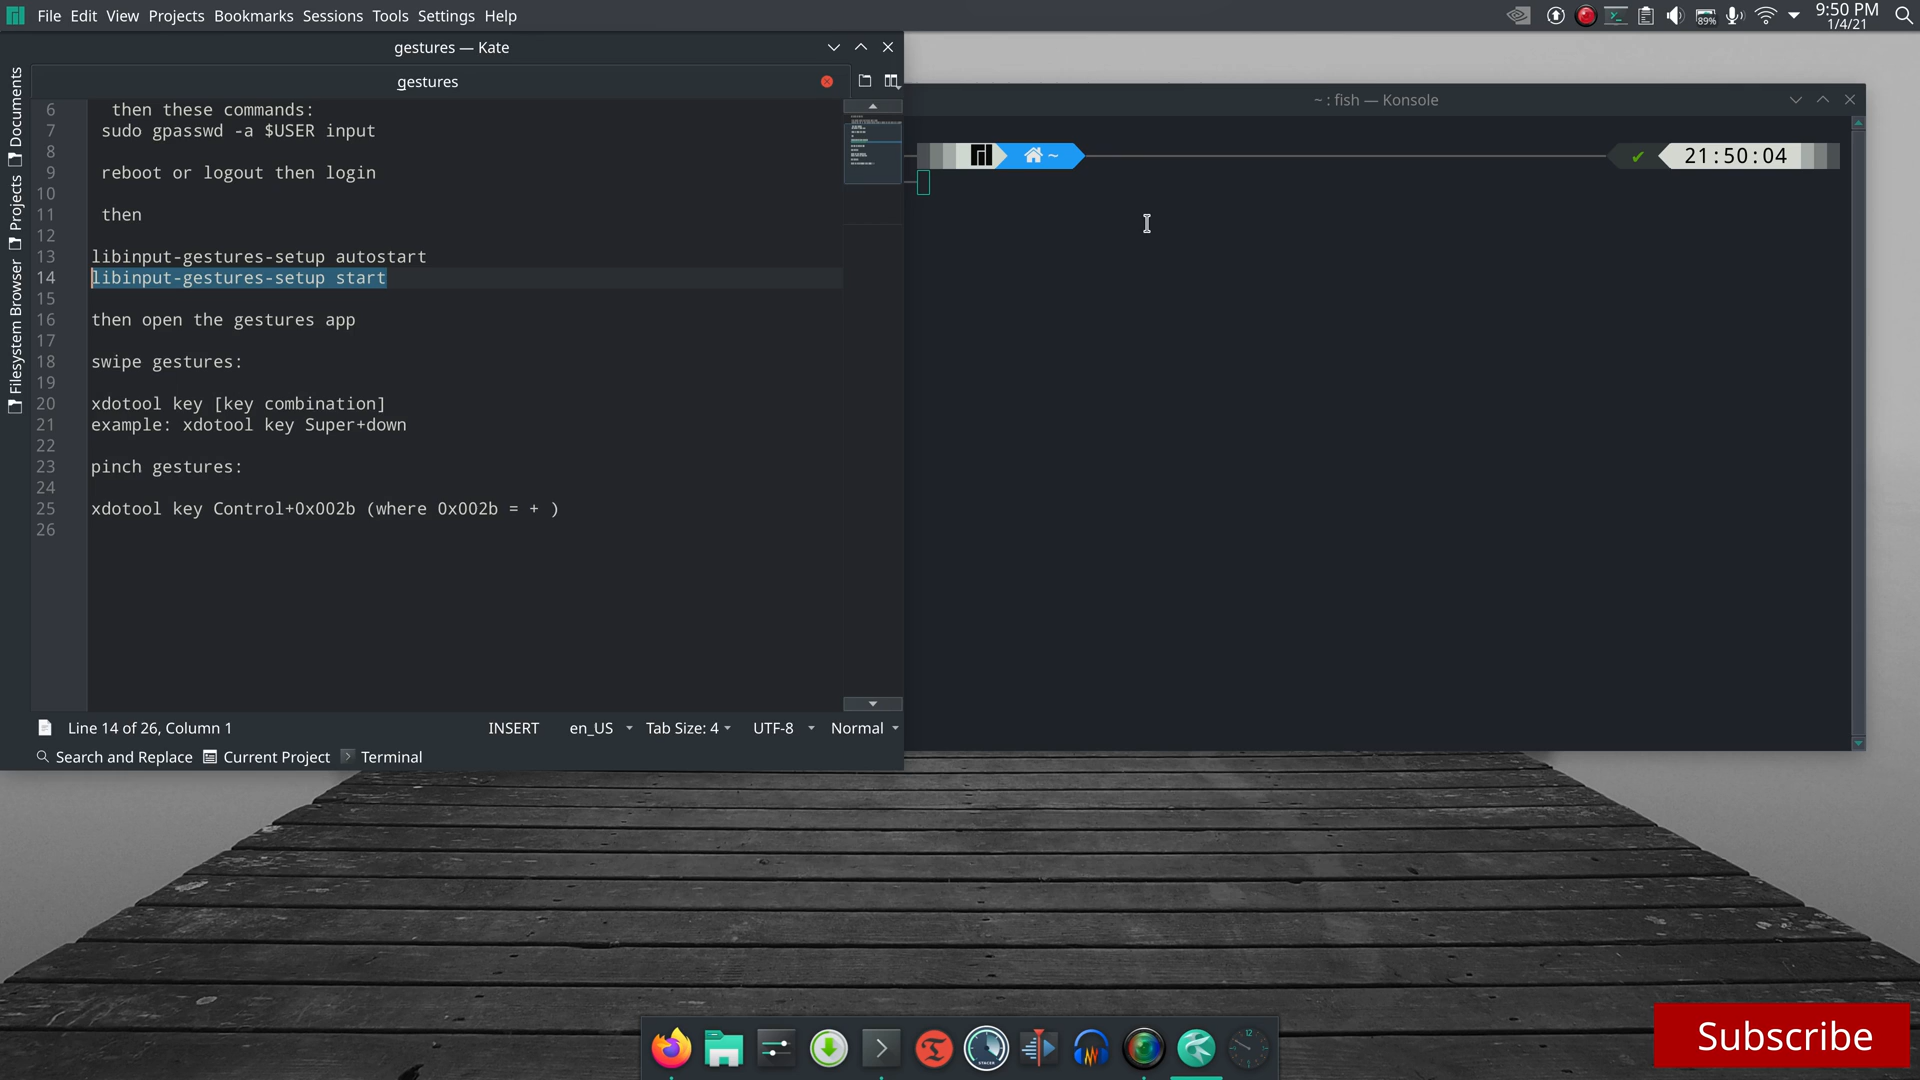 File Edit View Projects Bookmarks Sessions Tools Settings Help
89%
9:50 PM
1/4/21
gestures — Kate
gestures
Documents
Projects
Filesystem Browser
6 then these commands:
7 sudo gpasswd -a $USER input
8
9 reboot or logout then login
10
11 then
12
13 libinput-gestures-setup autostart
14 libinput-gestures-setup start
15
16 then open the gestures app
17
18 swipe gestures:
19
20 xdotool key [key combination]
21 example: xdotool key Super+down
22
23 pinch gestures:
24
25 xdotool key Control+0x002b (where 0x002b = + )
26
Line 14 of 26, Column 1 INSERT en_US Tab Size: 4 UTF-8 Normal
Search and Replace Current Project Terminal
~ : fish — Konsole
~ ✔ 21:50:04
12
Subscribe